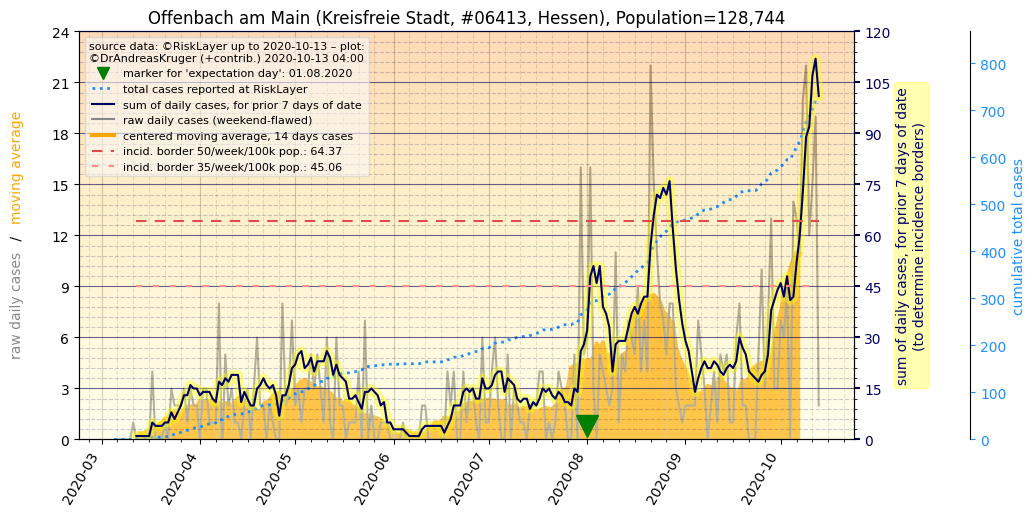 Offenbach am Main (Kreisfreie Stadt, #06413, Hessen), Population=128,744
source data: ©RiskLayer up to 2020-10-13 – plot:
©DrAndreasKruger (+contrib.) 2020-10-13 04:00
marker for 'expectation day': 01.08.2020
total cases reported at RiskLayer
sum of daily cases, for prior 7 days of date
raw daily cases (weekend-flawed)
centered moving average, 14 days cases
incid. border 50/week/100k pop.: 64.37
incid. border 35/week/100k pop.: 45.06
raw daily cases / moving average
24
21
18
15
12
9
6
3
0
120
105
90
75
60
45
30
15
0
sum of daily cases, for prior 7 days of date
(to determine incidence borders)
800
700
600
500
400
300
200
100
0
cumulative total cases
2020-03
2020-04
2020-05
2020-06
2020-07
2020-08
2020-09
2020-10